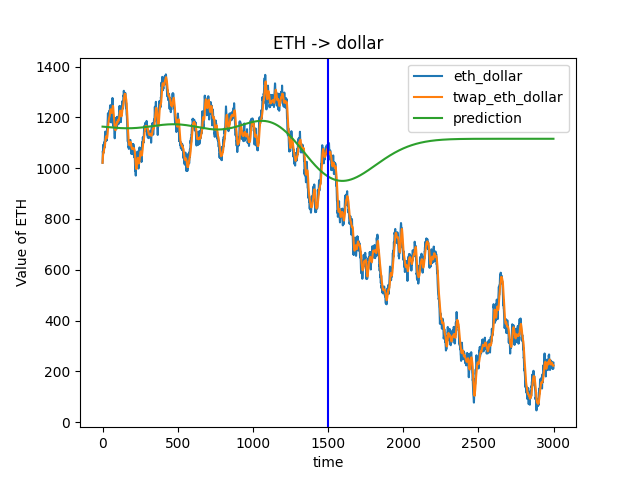 ETH -> dollar
eth_dollar
twap_eth_dollar
prediction
1400
1200
1000
800
600
400
200
0
Value of ETH
0 500 1000 1500 2000 2500 3000
time